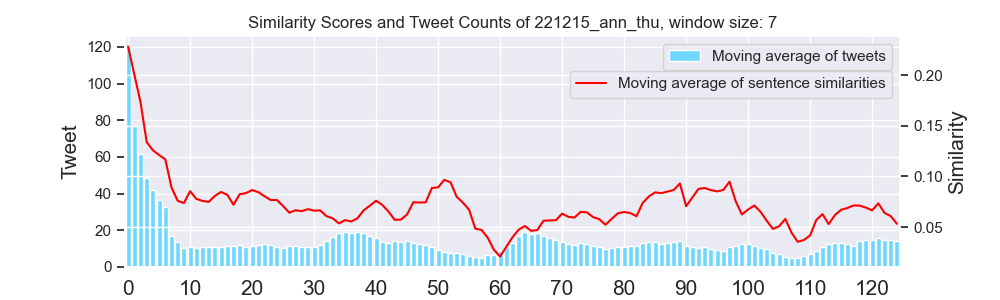 Similarity Scores and Tweet Counts of 221215_ann_thu, window size: 7
Moving average of tweets
Moving average of sentence similarities
Tweet
120
100
80
60
40
20
0
0.20
0.15
0.10
0.05
Similarity
0 10 20 30 40 50 60 70 80 90 100 110 120